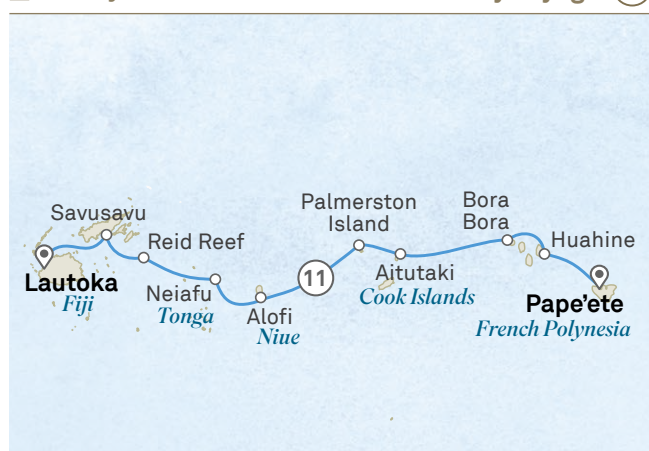 Savusavu
Reid Reef
Lautoka
Fiji
Neiafu
Tonga
Alofi
Niue
11
Palmerston
Island
Aitutaki
Cook Islands
Bora
Bora
Huahine
Pape’ete
French Polynesia